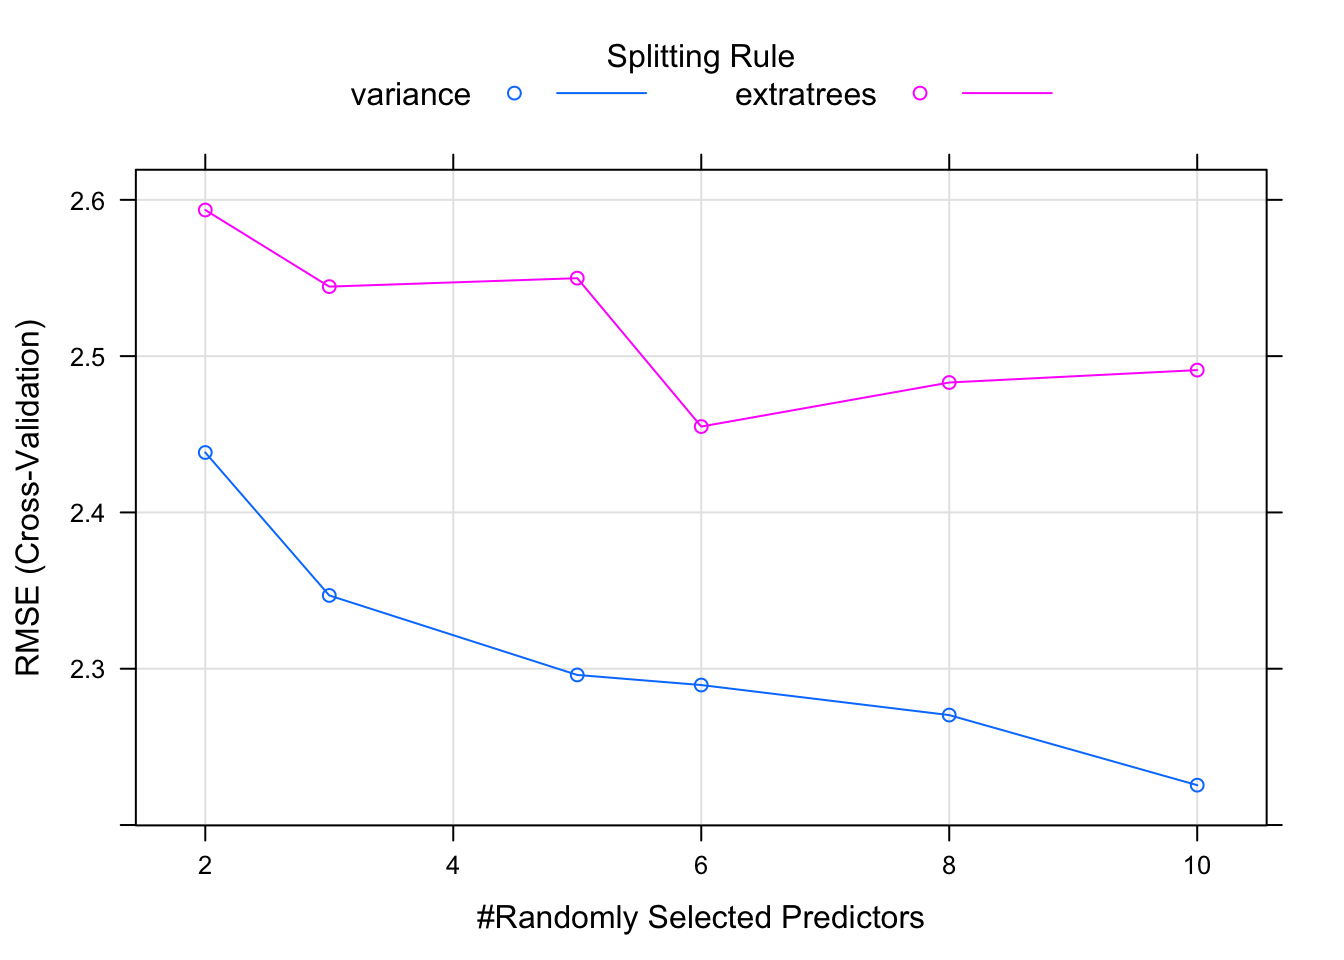 Splitting Rule
variance extratrees
2.6
2.5
2.4
2.3
RMSE (Cross-Validation)
2 4 6 8 10
#Randomly Selected Predictors